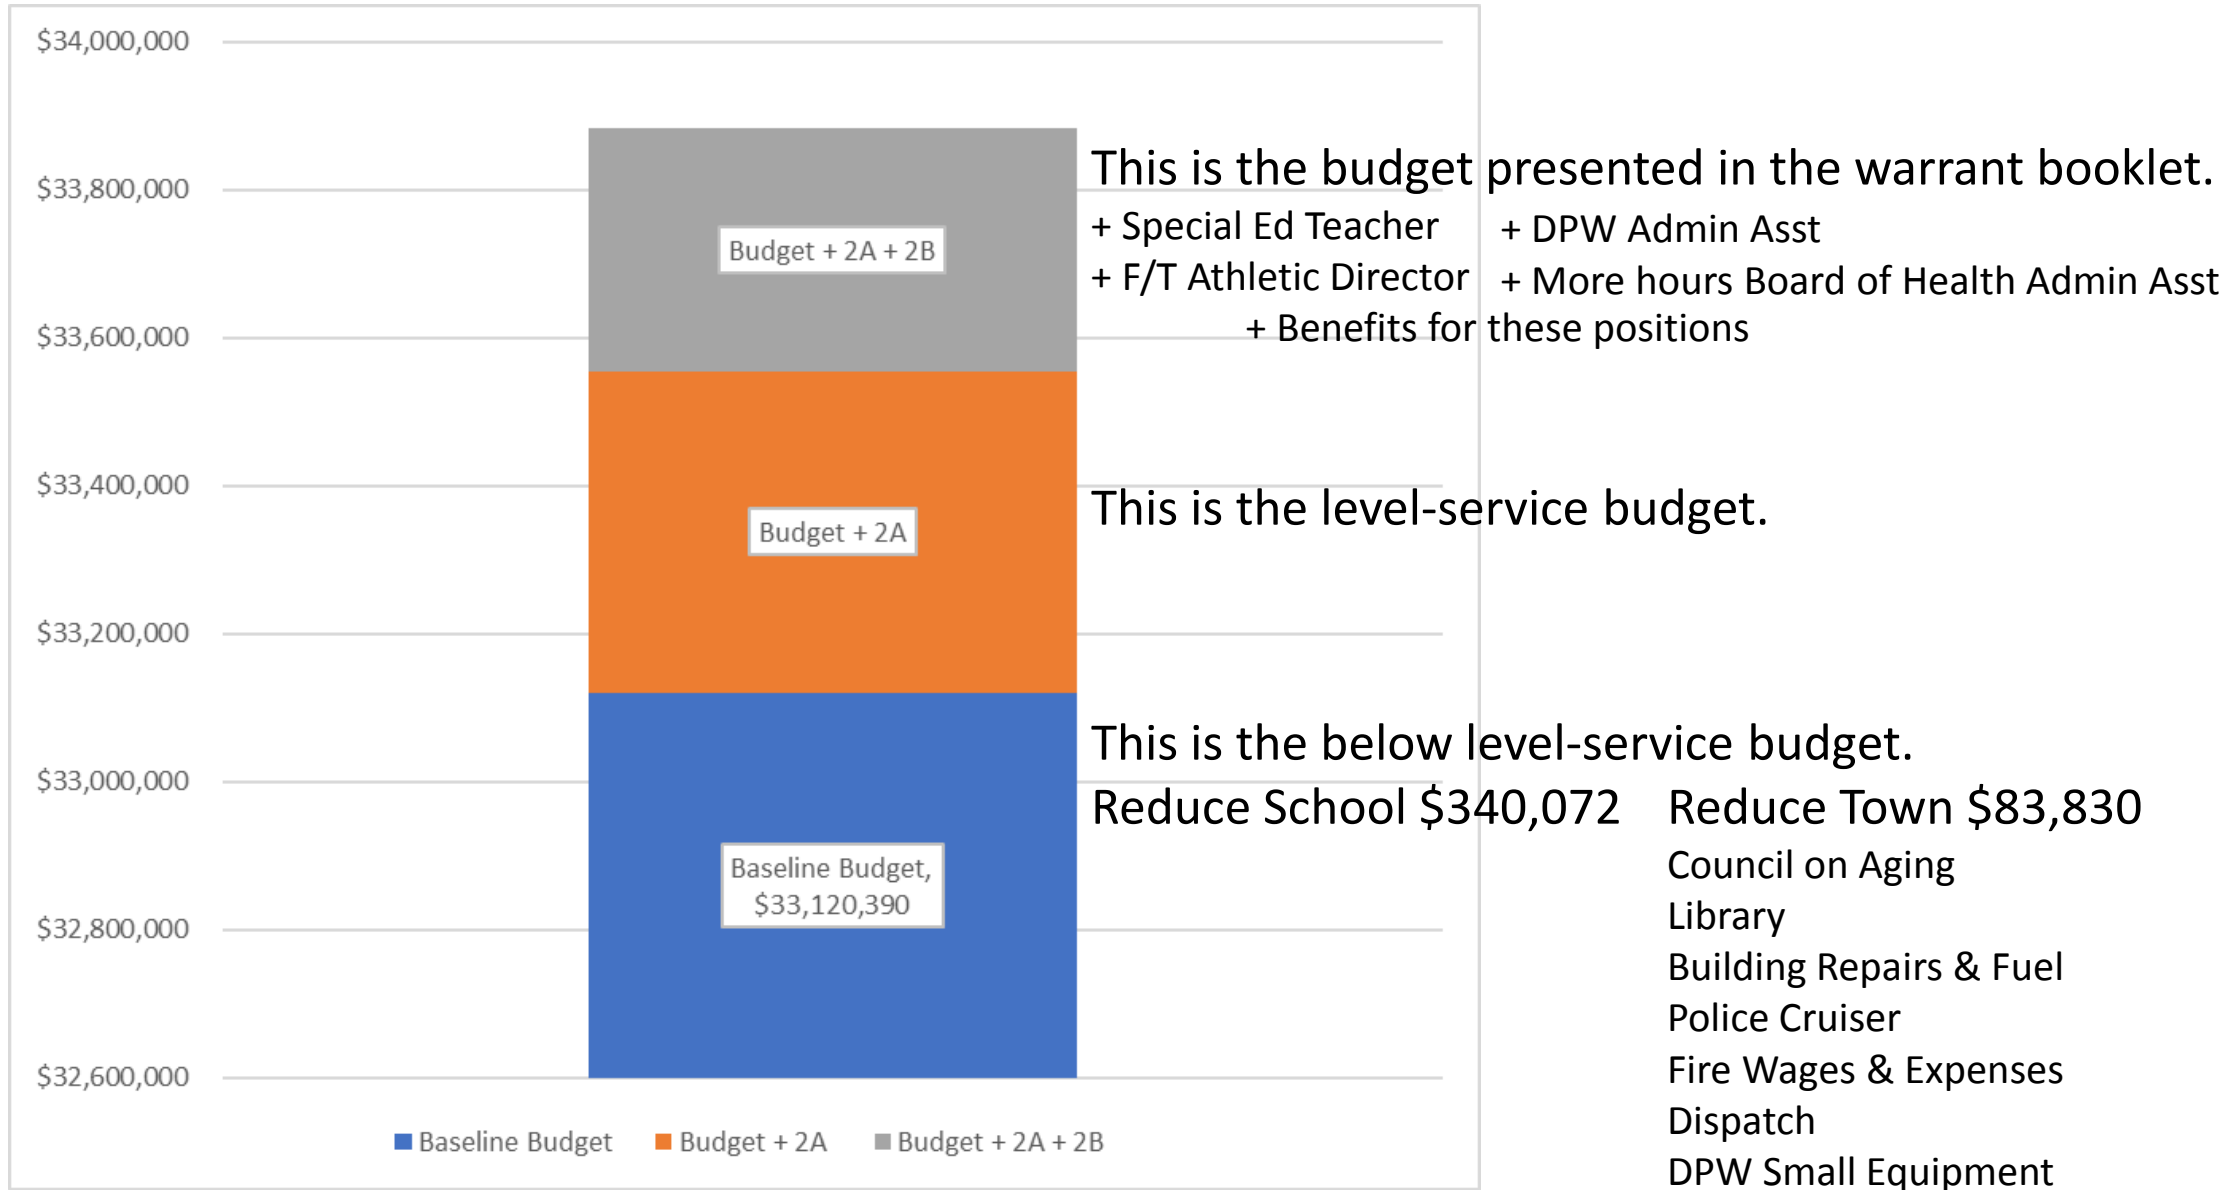 $34,000,000
$33,800,000
$33,600,000
$33,400,000
$33,200,000
$33,000,000
$32,800,000
$32,600,000
Budget + 2A + 2B
Budget + 2A
Baseline Budget,
$33,120,390
Baseline Budget
Budget + 2A
Budget + 2A + 2B
This is the budget presented in the warrant booklet.
+ Special Ed Teacher
+ DPW Admin Asst
+ F/T Athletic Director
+ More hours Board of Health Admin Asst
+ Benefits for these positions
This is the level-service budget.
This is the below level-service budget.
Reduce School $340,072
Reduce Town $83,830
Council on Aging
Library
Building Repairs & Fuel
Police Cruiser
Fire Wages & Expenses
Dispatch
DPW Small Equipment